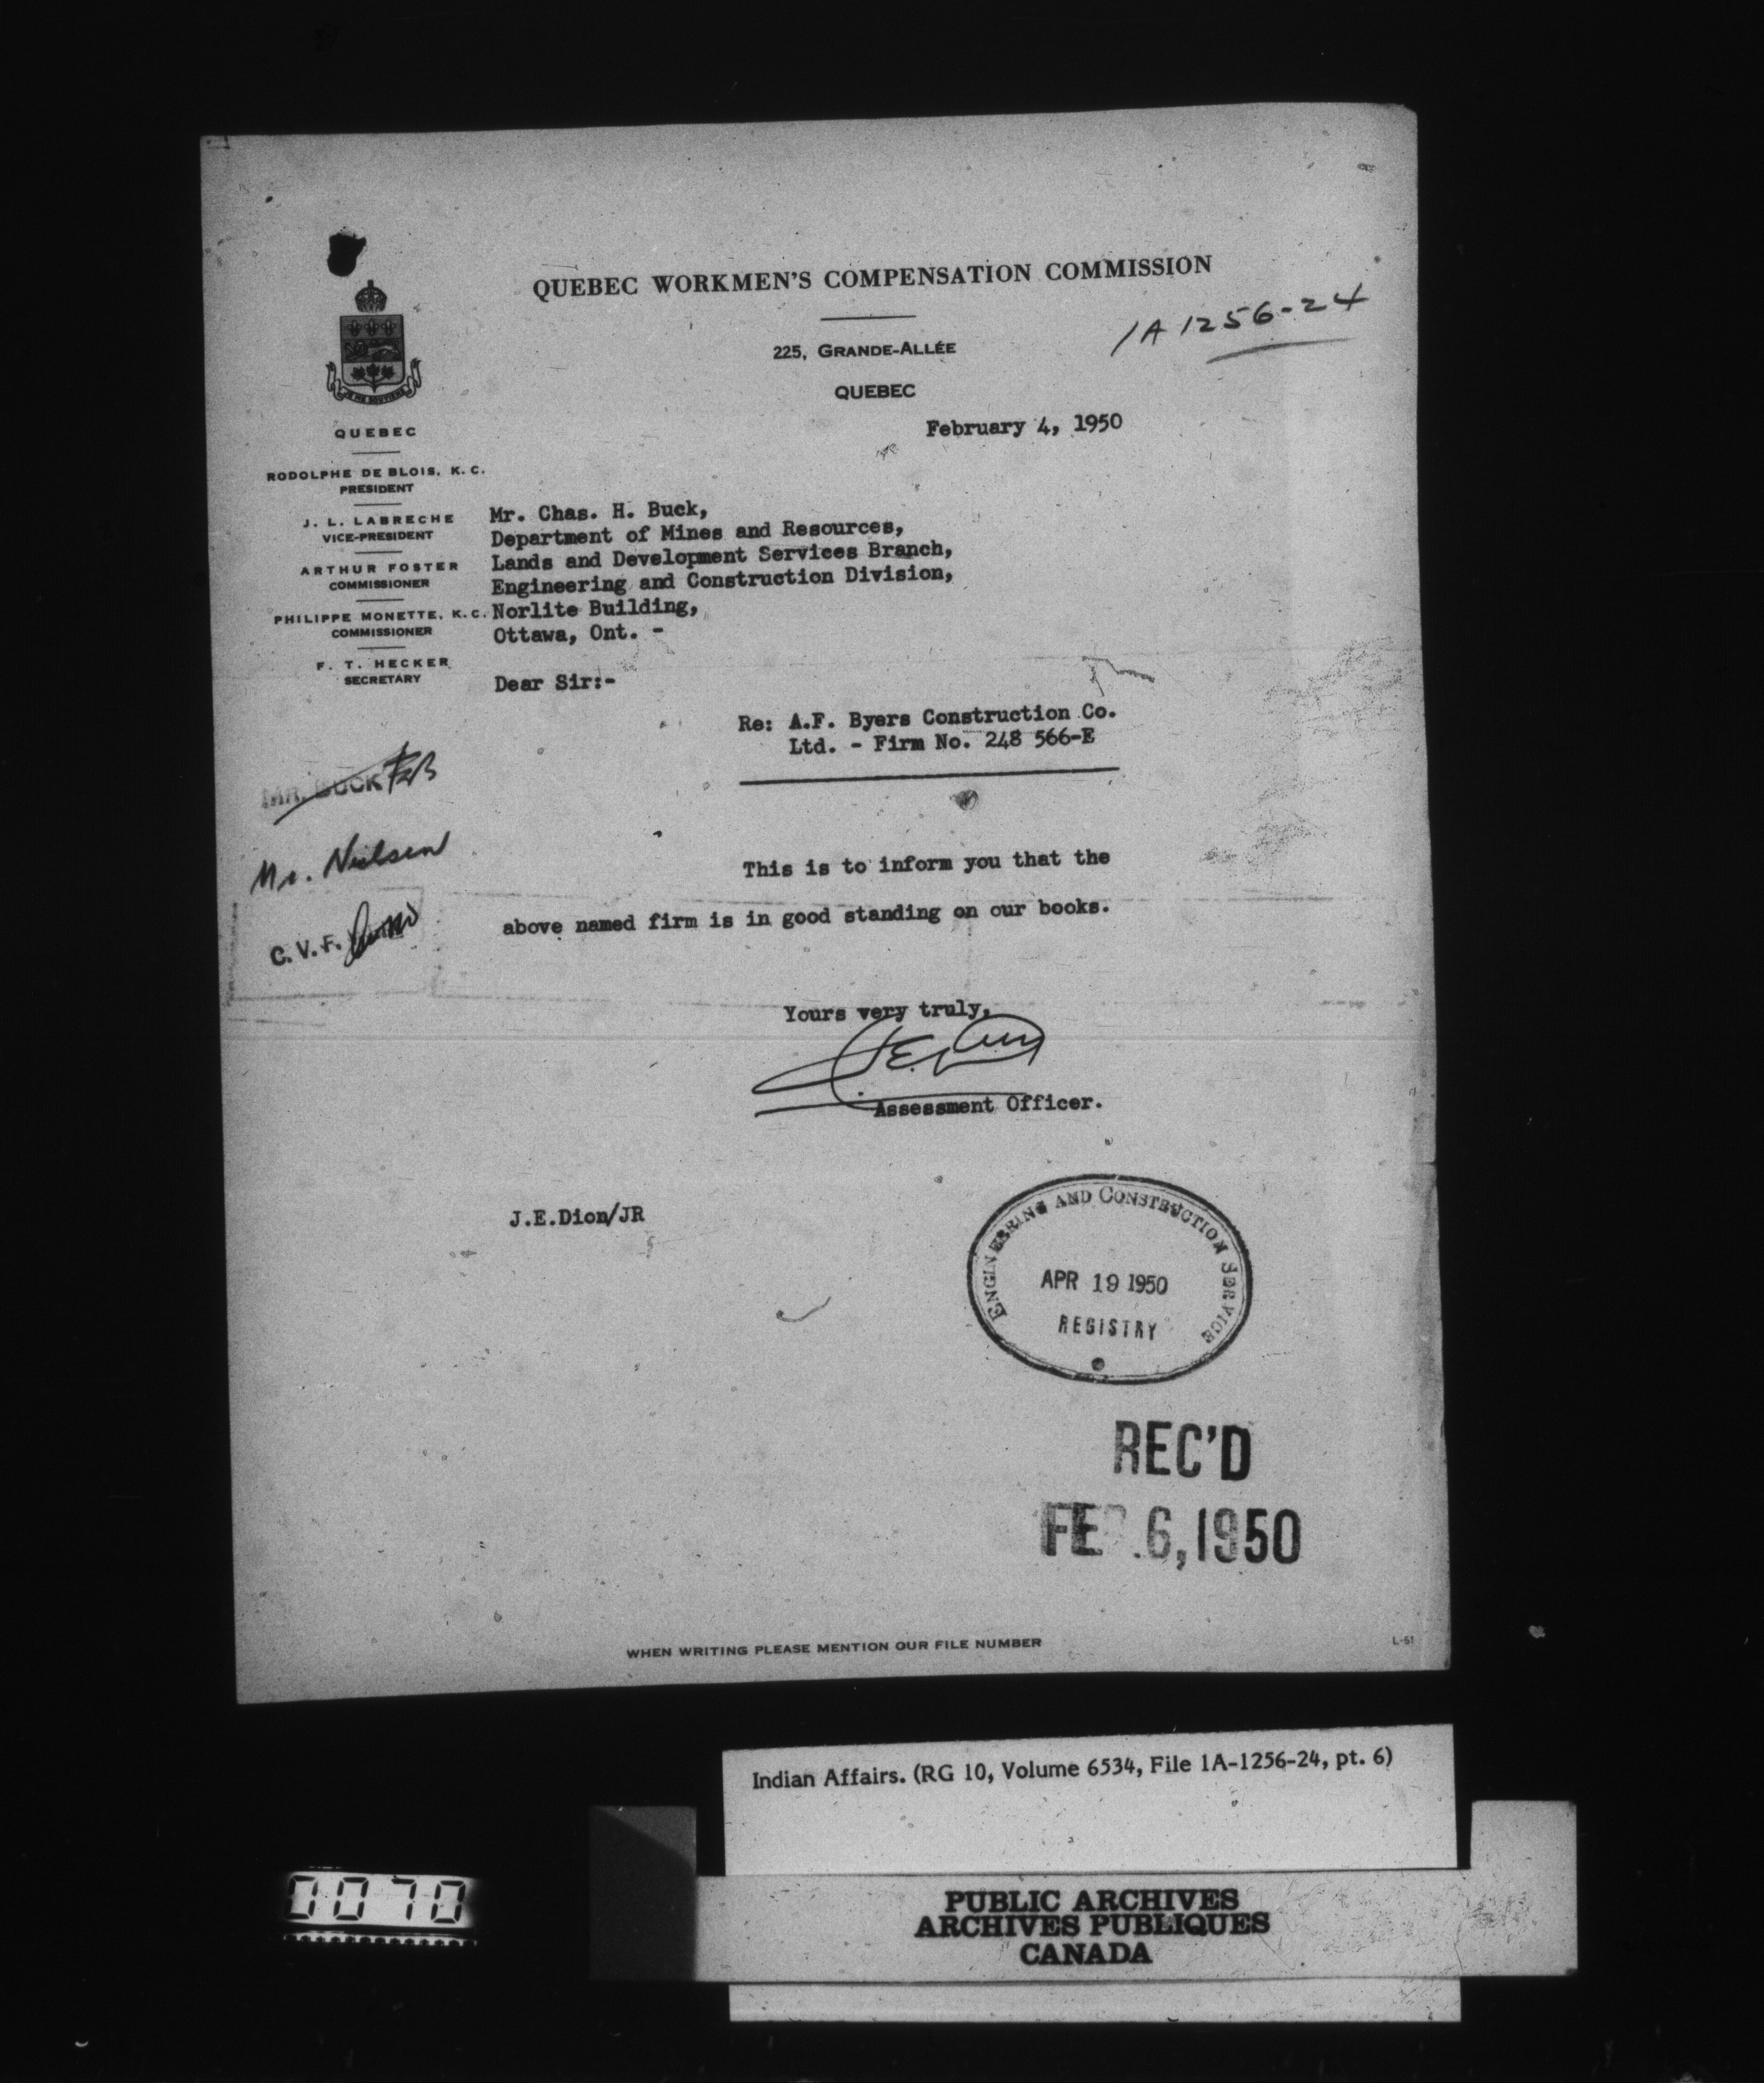 QUEBEC WORKMEN'S COMPENSATION COMMISSION
1A 1256-24
225, GRANDE-ALLÉE
QUEBEC
February 4, 1950
JE ME SOUVIENS
QUEBEC
RODOLPHE DE BLOIS, K. C.
PRESIDENT
J. L. LABRECHE
VICE-PRESIDENT
ARTHUR FOSTER
COMMISSIONER
PHILIPPE MONETTE, K. C.
COMMISSIONER
F. T. HECKER
SECRETARY
Mr. Chas. H. Buck,
Department of Mines and Resources,
Lands and Development Services Branch,
Engineering and Construction Division,
Norlite Building,
Ottawa, Ont. -
Dear Sir:-
Re: A.F. Byers Construction Co.
Ltd. - Firm No. 248 566-E
MR. BUCK
Mr. Neilsen
C. V. F.
This is to inform you that the
above named firm is in good standing on our books.
Yours very truly,
Assessment Officer.
J.E.Dion/JR
ENGINEERING AND CONSTRUCTION SERVICE
APR 19 1950
REGISTRY
REC'D
FE 6,1950
WHEN WRITING PLEASE MENTION OUR FILE NUMBER
L-51
Indian Affairs. (RG 10, Volume 6534, File 1A-1256-24, pt. 6)
0070
PUBLIC ARCHIVES
ARCHIVES PUBLIQUES
CANADA